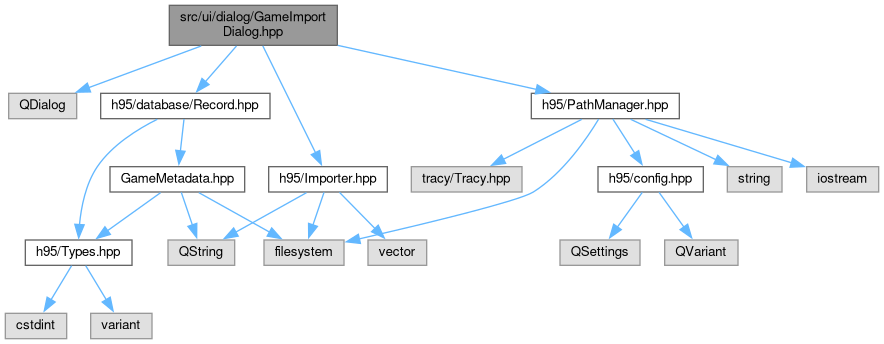 src/ui/dialog/GameImport
Dialog.hpp
QDialog
h95/database/Record.hpp
h95/PathManager.hpp
GameMetadata.hpp
h95/Importer.hpp
tracy/Tracy.hpp
h95/config.hpp
string
iostream
h95/Types.hpp
QString
filesystem
vector
QSettings
QVariant
cstdint
variant